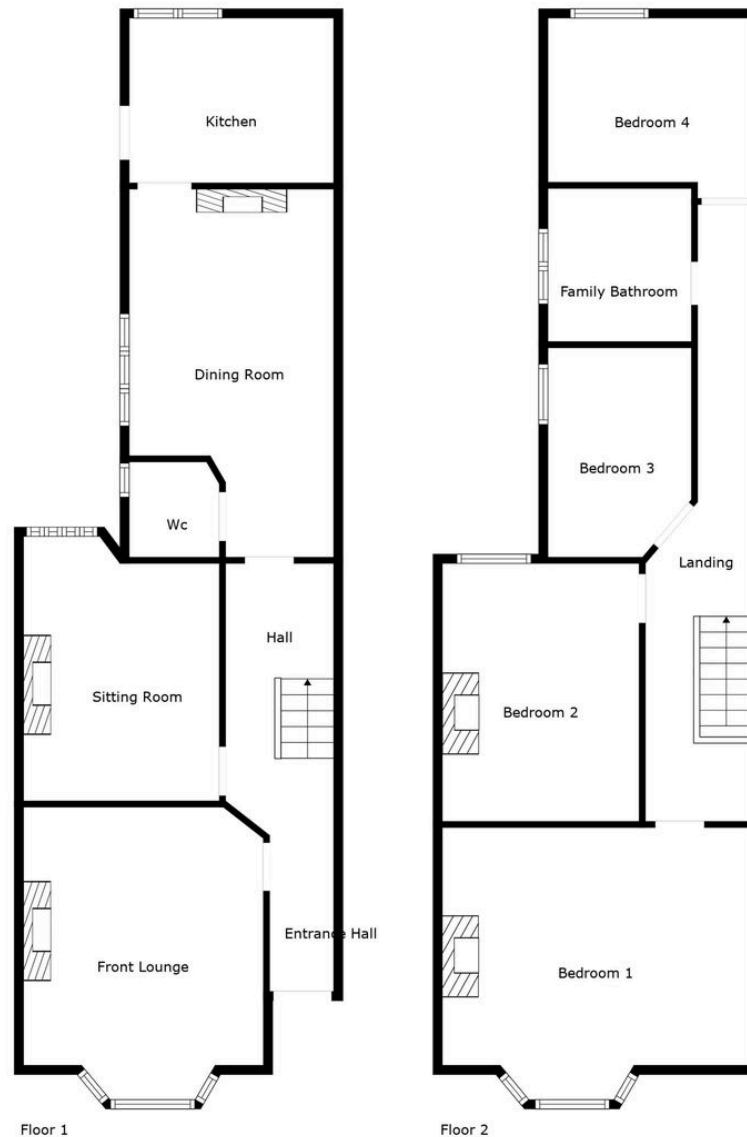 Kitchen
Dining Room
Wc
Hall
Sitting Room
Entrance Hall
Front Lounge
Floor 1
Bedroom 4
Family Bathroom
Bedroom 3
Landing
Bedroom 2
Bedroom 1
Floor 2